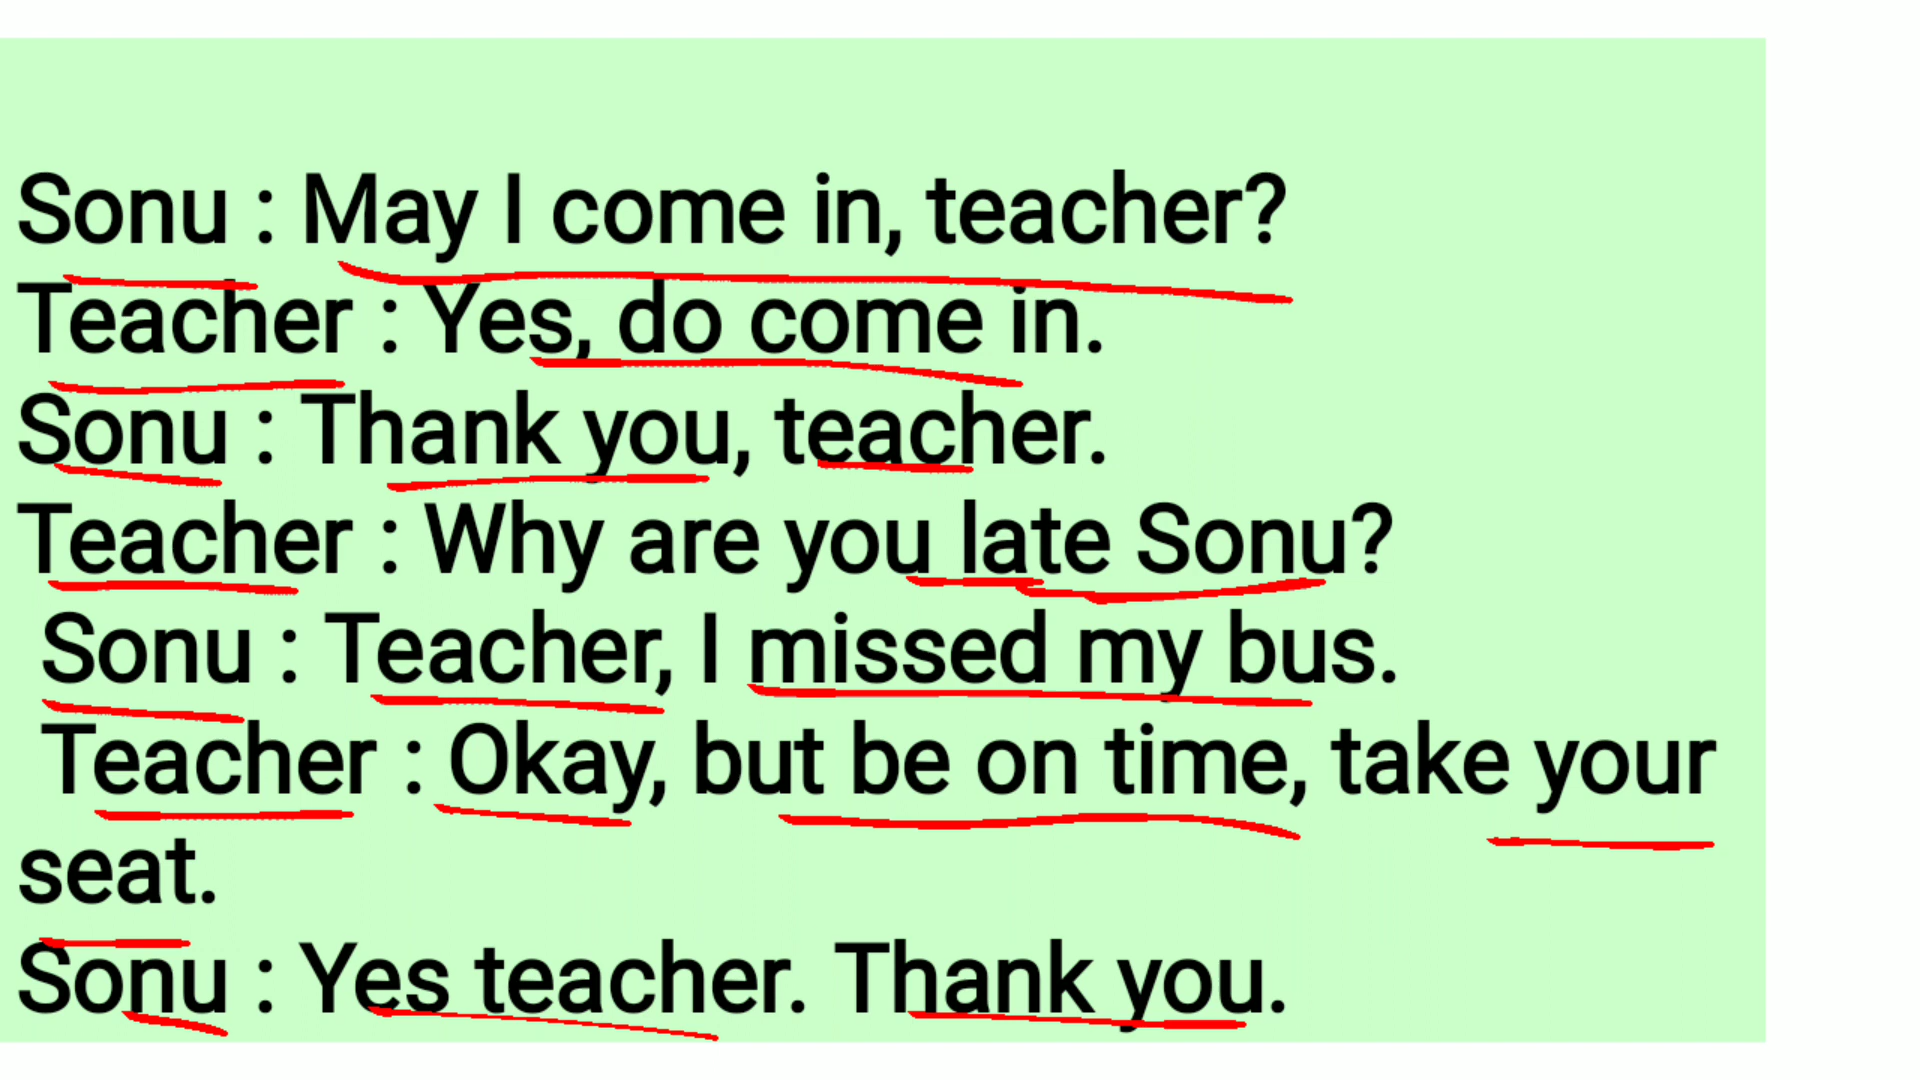 Sonu : May I come in, teacher?
Teacher : Yes, do come in.
Sonu : Thank you, teacher.
Teacher : Why are you late Sonu?
Sonu : Teacher, I missed my bus.
Teacher : Okay, but be on time, take your
seat.
Sonu : Yes teacher. Thank you.